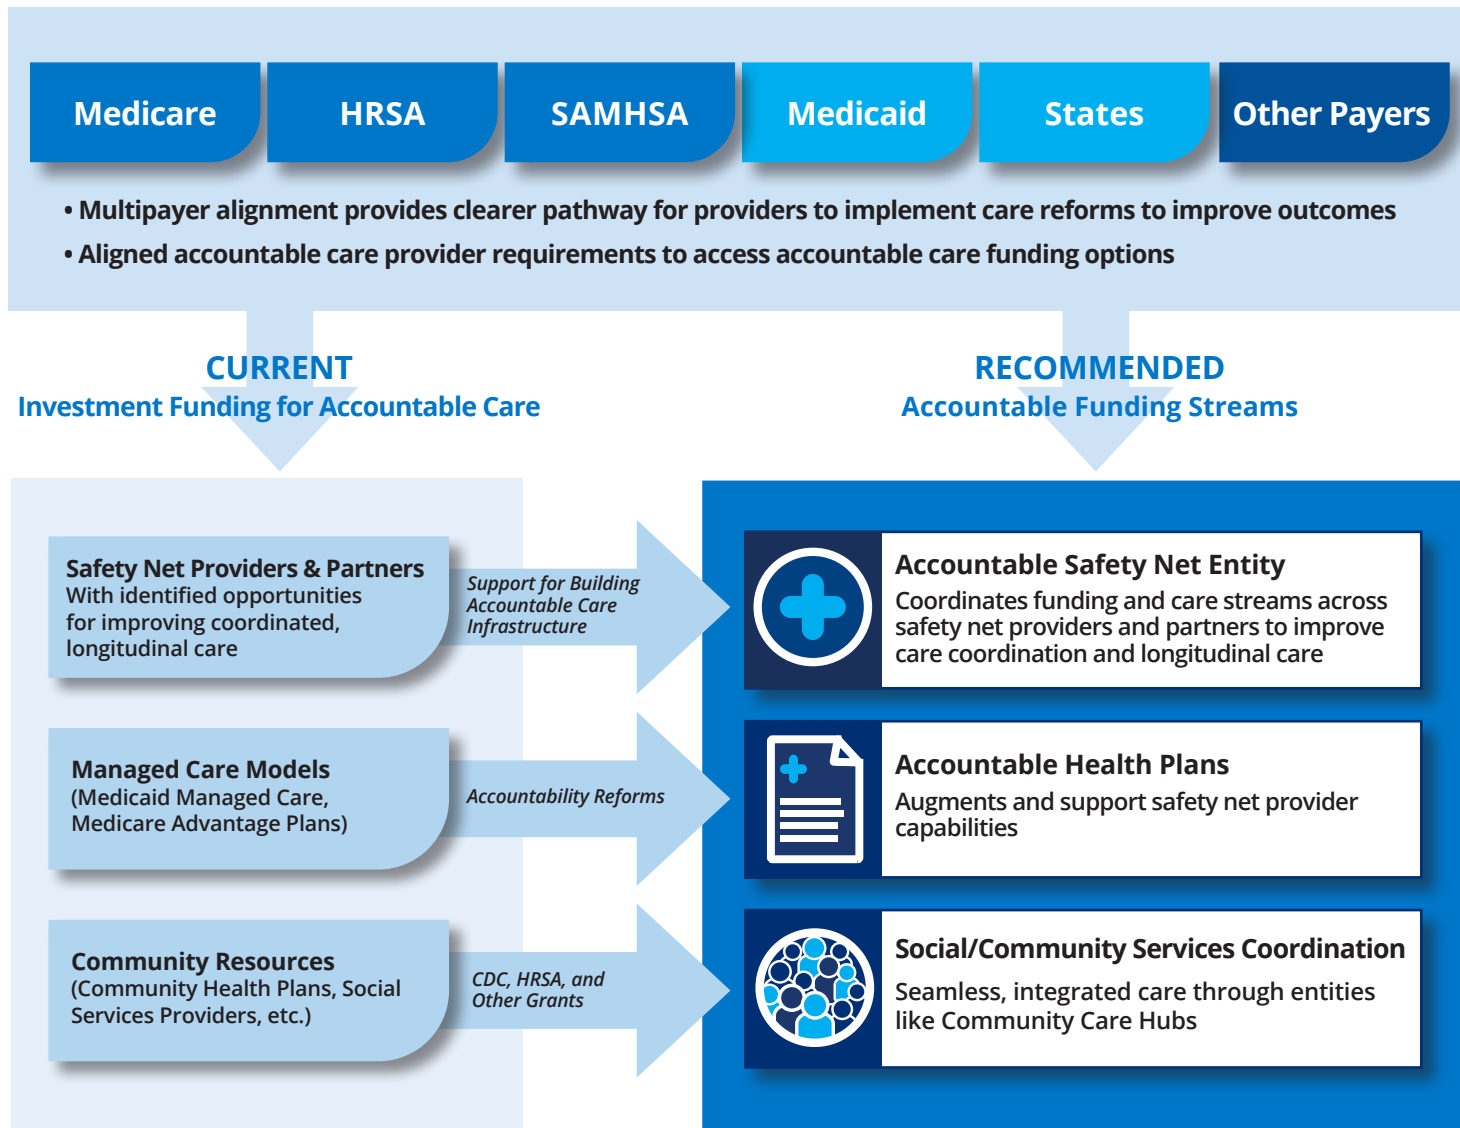 Medicare
HRSA
SAMHSA
Medicaid
States
Other Payers
• Multipayer alignment provides clearer pathway for providers to implement care reforms to improve outcomes
• Aligned accountable care provider requirements to access accountable care funding options
CURRENT
Investment Funding for Accountable Care
RECOMMENDED
Accountable Funding Streams
Safety Net Providers & Partners
With identified opportunities
for improving coordinated,
longitudinal care
Support for Building
Accountable Care
Infrastructure
Accountable Safety Net Entity
Coordinates funding and care streams across
safety net providers and partners to improve
care coordination and longitudinal care
Managed Care Models
(Medicaid Managed Care,
Medicare Advantage Plans)
Accountability Reforms
Accountable Health Plans
Augments and support safety net provider
capabilities
Community Resources
(Community Health Plans, Social
Services Providers, etc.)
CDC, HRSA, and
Other Grants
Social/Community Services Coordination
Seamless, integrated care through entities
like Community Care Hubs